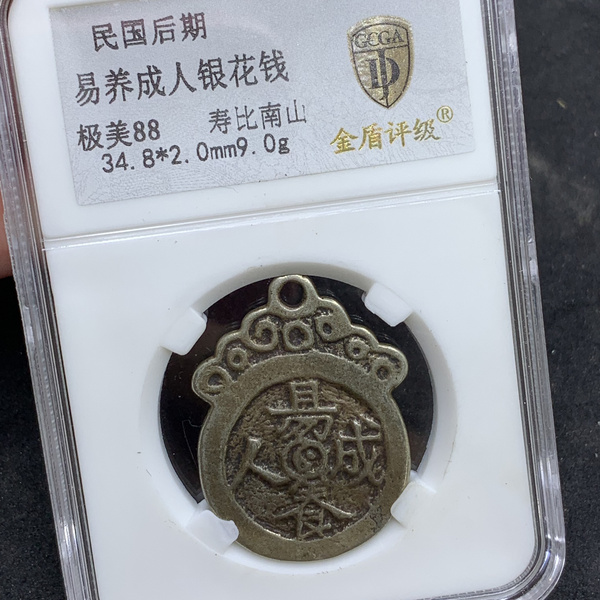 民国后期
易养成人银花钱
极美88 寿比南山
34.8*2.0mm9.0g
GCGA
金盾评级®
易
人 成
养